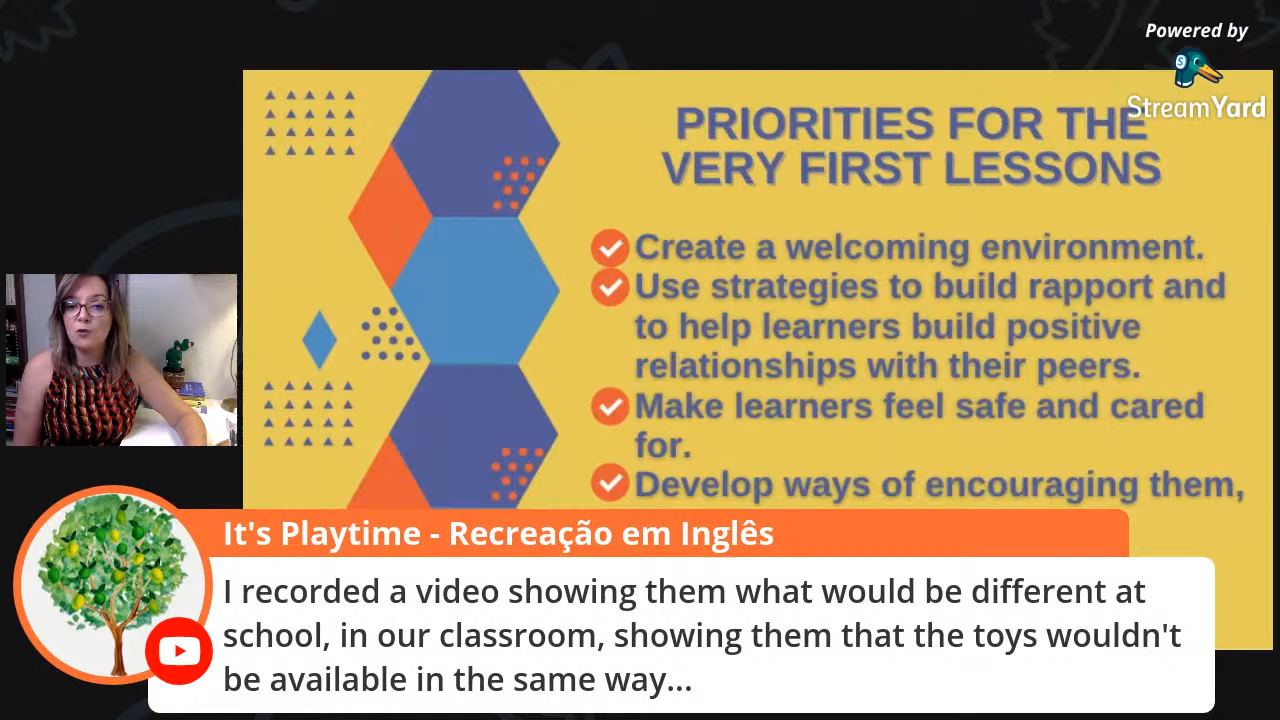 Powered by
StreamYard
PRIORITIES FOR THE
VERY FIRST LESSONS
Create a welcoming environment.
Use strategies to build rapport and
to help learners build positive
relationships with their peers.
Make learners feel safe and cared
for.
Develop ways of encouraging them,
It's Playtime - Recreação em Inglês
I recorded a video showing them what would be different at
school, in our classroom, showing them that the toys wouldn't
be available in the same way...